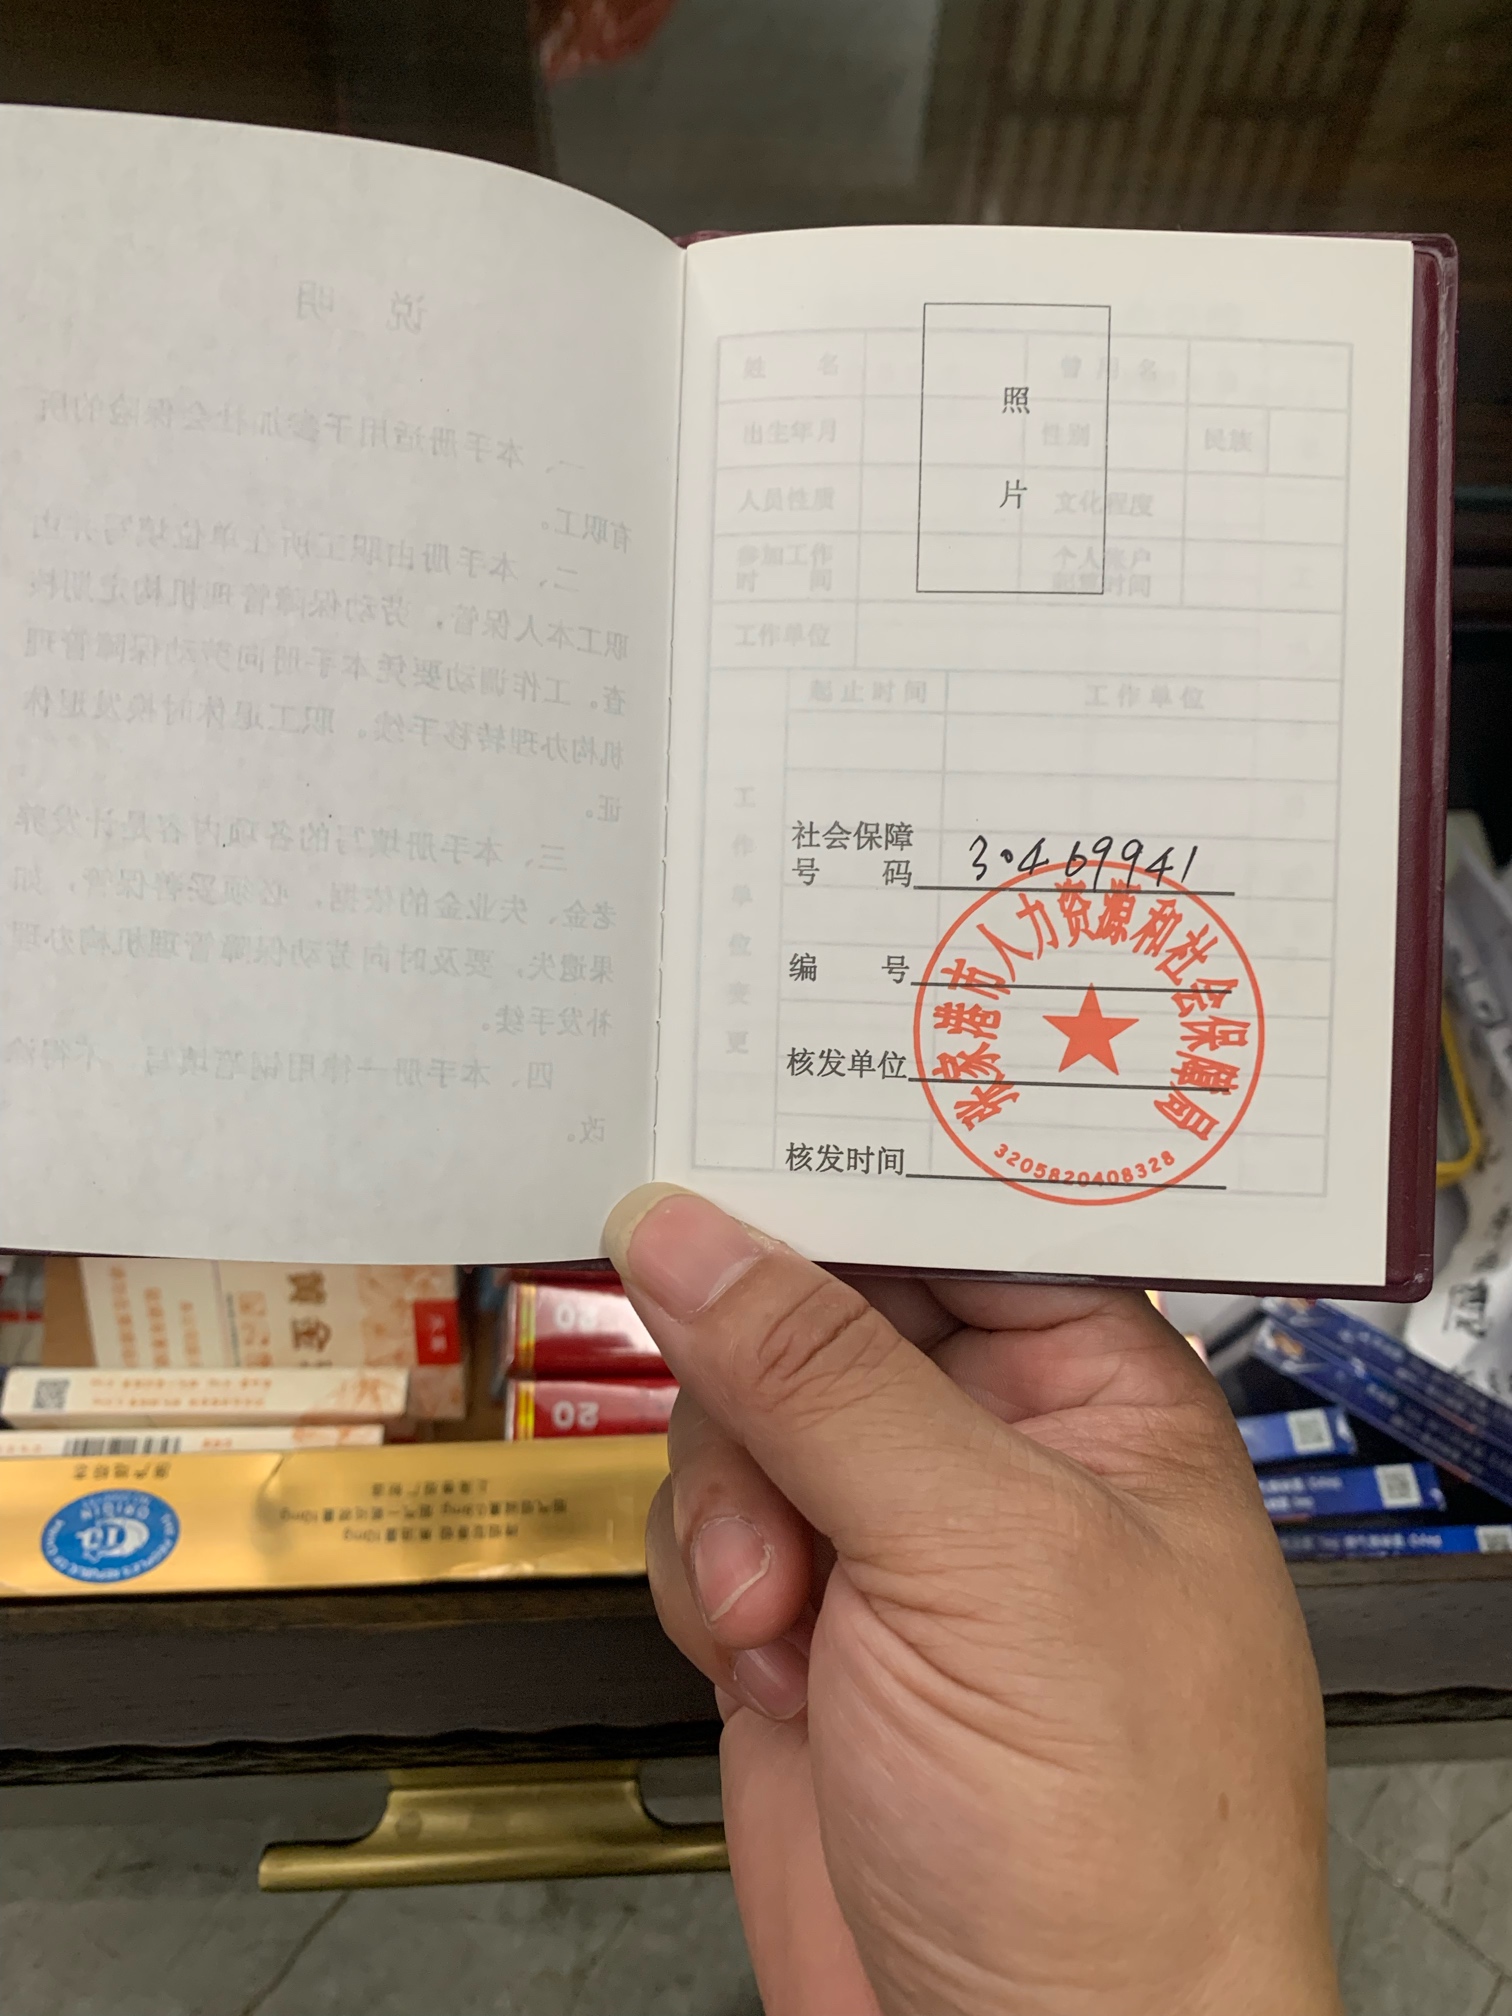 说 明
一、本手册适用于参加社会保险的所
有职工。
二、本手册由职工所在单位填写并由
职工本人保管，劳动保障管理机构定期核
查。工作调动要凭本手册向劳动保障管理
机构办理转移手续。职工退休时换发退休
证。
三、本手册填写的各项内容是计发养
老金、失业金的依据，必须妥善保管，如
果遗失，要及时向劳动保障管理机构办理
补发手续。
四、本手册一律用钢笔填写，不得涂
改。
照
片
姓 名
曾用名
出生年月
性别
民族
人员性质
文化程度
参加工作
时 间
个人账户
起建时间
工作单位
起止时间
工作单位
工作单位变更
社会保障
号 码 30469941
编 号
核发单位
核发时间
张家港市人力资源和社会保障局
3205820408328
20
20